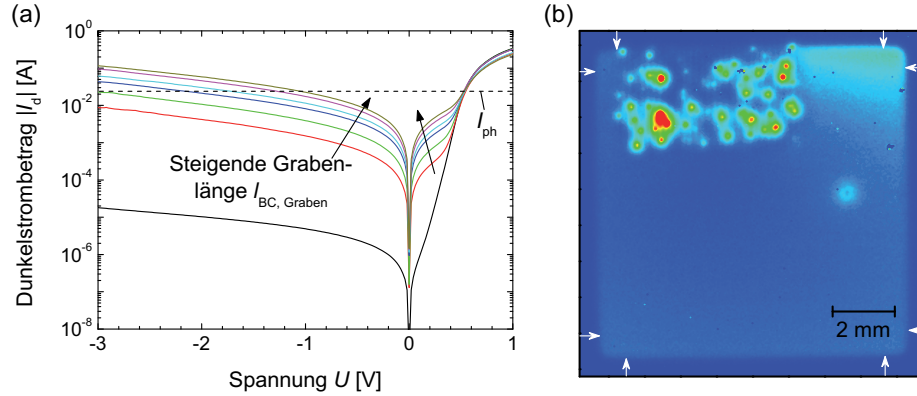 (a)
(b)
Dunkelstrombetrag |I_d| [A]
10^0
10^-2
10^-4
10^-6
10^-8
I_ph
Steigende Graben-
länge l_BC, Graben
-3
-2
-1
0
1
Spannung U [V]
2 mm